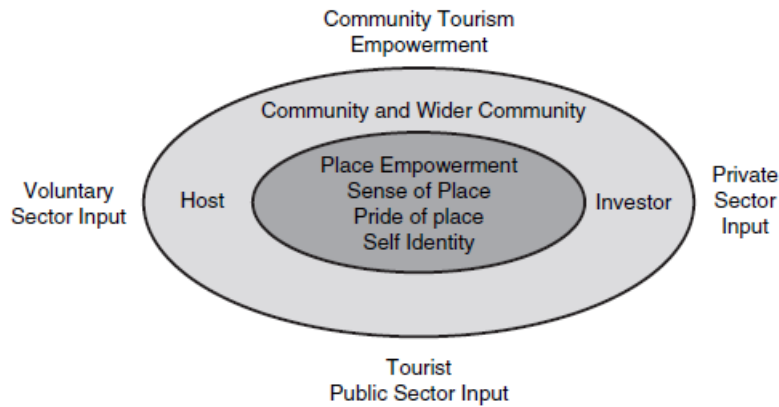 Community Tourism
Empowerment
Community and Wider Community
Place Empowerment
Sense of Place
Pride of place
Self Identity
Voluntary
Sector Input
Host
Investor
Private
Sector
Input
Tourist
Public Sector Input